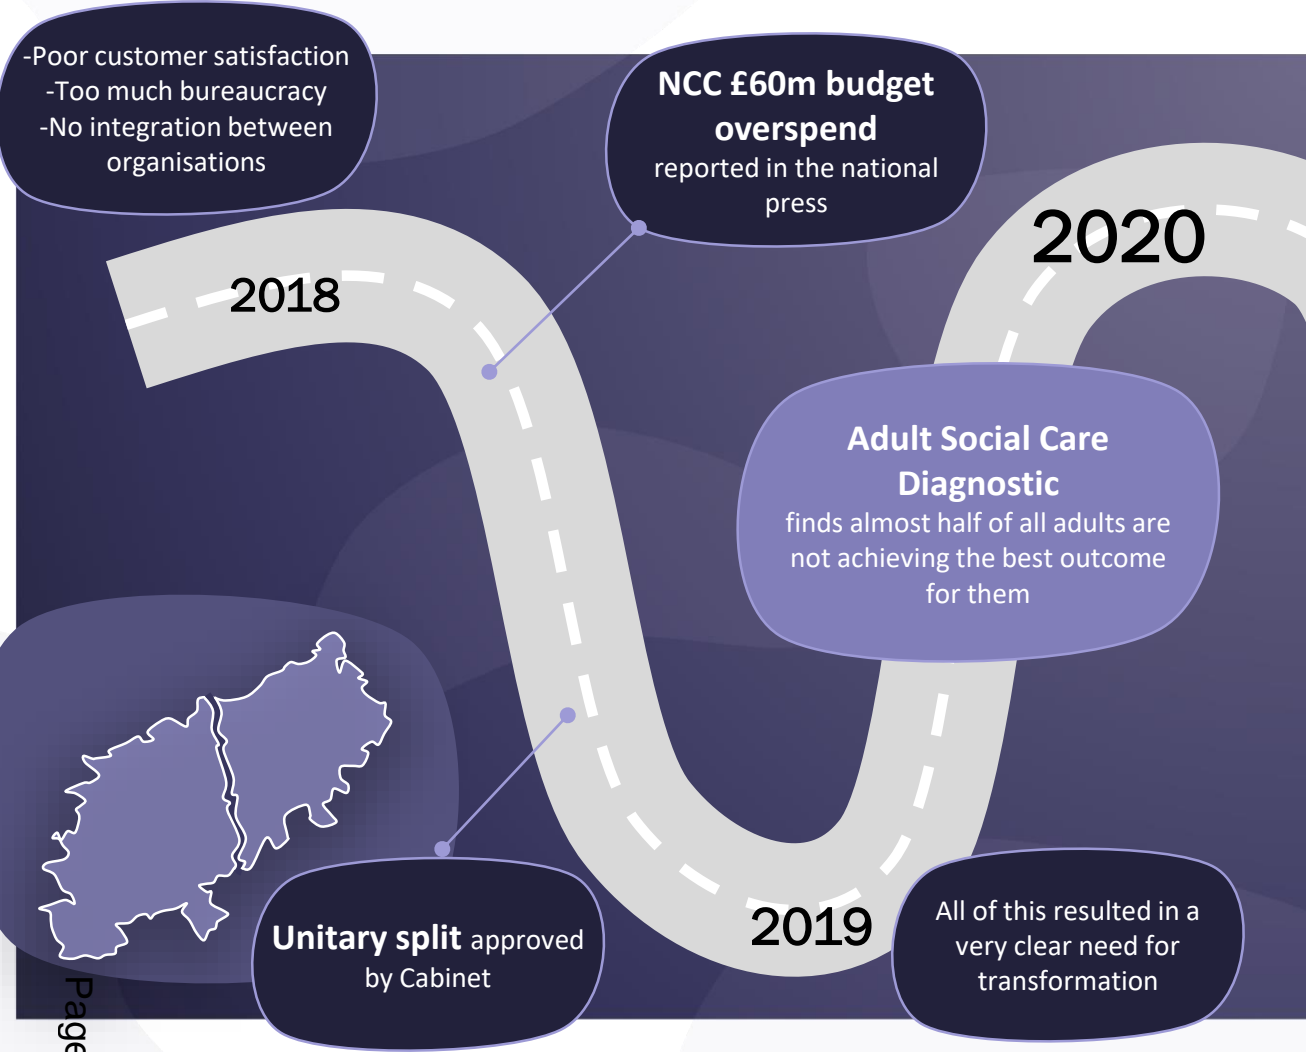 -Poor customer satisfaction
-Too much bureaucracy
-No integration between
organisations
NCC £60m budget
overspend
reported in the national
press
2018
2020
Adult Social Care
Diagnostic
finds almost half of all adults are
not achieving the best outcome
for them
Unitary split approved
by Cabinet
2019
All of this resulted in a
very clear need for
transformation
Page